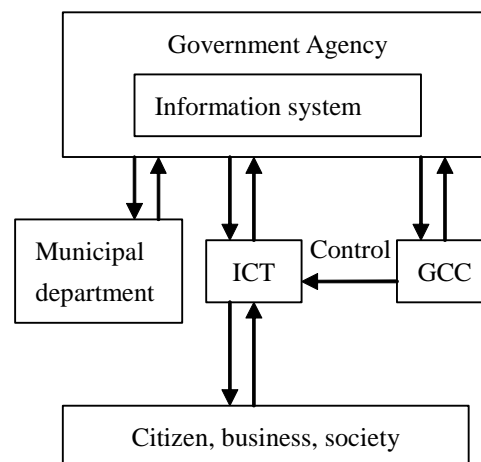 Government Agency
Information system
Municipal
department
ICT
Control
GCC
Citizen, business, society